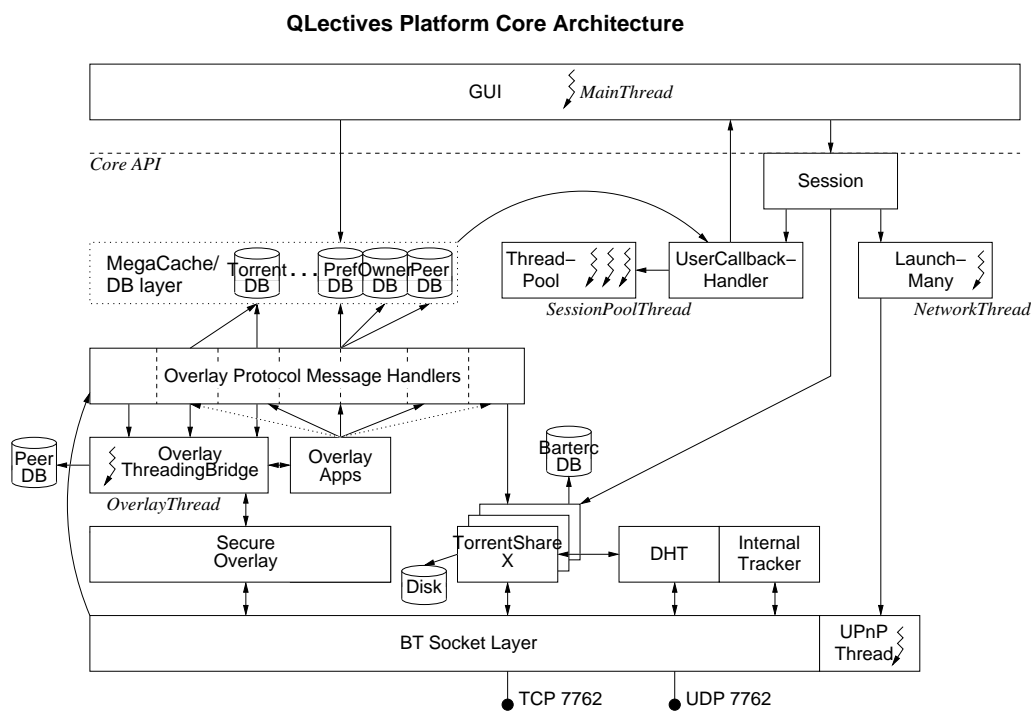 QLectives Platform Core Architecture
GUI
MainThread
Core API
Session
MegaCache/
DB layer
Torrent
DB
...
Pref
DB
Owner
DB
Peer
DB
Thread–
Pool
SessionPoolThread
UserCallback–
Handler
Launch–
Many
NetworkThread
Overlay Protocol Message Handlers
Peer
DB
Overlay
ThreadingBridge
OverlayThread
Overlay
Apps
Barterc
DB
Secure
Overlay
Disk
TorrentShare
X
DHT
Internal
Tracker
BT Socket Layer
UPnP
Thread
TCP 7762
UDP 7762